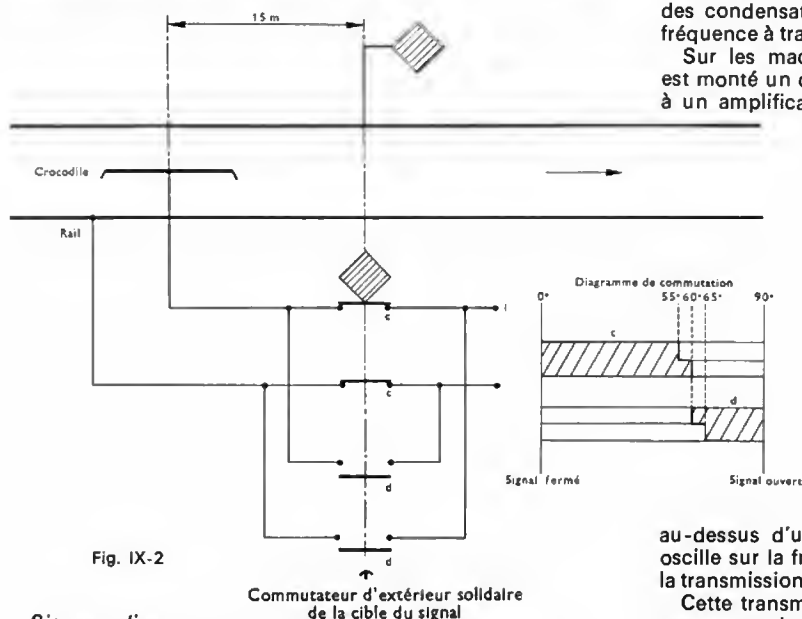 15 m
des condensat
fréquence à tra
Sur les mac
est monté un c
à un amplifica
Crocodile
Rail
c
c
d
d
Diagramme de commutation
0° 55° 60° 65° 90°
c
d
Signal fermé Signal ouvert
Fig. IX-2
Commutateur d'extérieur solidaire
de la cible du signal
au-dessus d'u
oscille sur la fr
la transmission
Cette transm